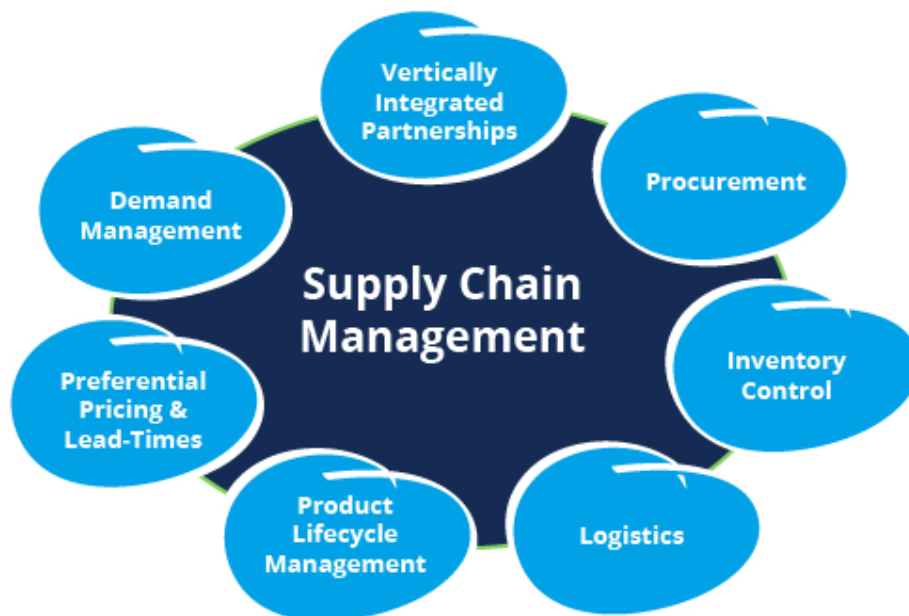 Vertically
Integrated
Partnerships
Procurement
Demand
Management
Supply Chain
Management
Inventory
Control
Preferential
Pricing &
Lead-Times
Product
Lifecycle
Management
Logistics